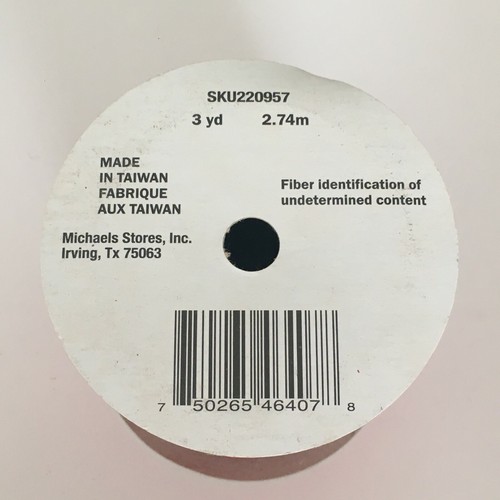 SKU220957
3 yd 2.74m
MADE
IN TAIWAN
FABRIQUE
AUX TAIWAN
Fiber identification of
undetermined content
Michaels Stores, Inc.
Irving, Tx 75063
7 50265 46407 8